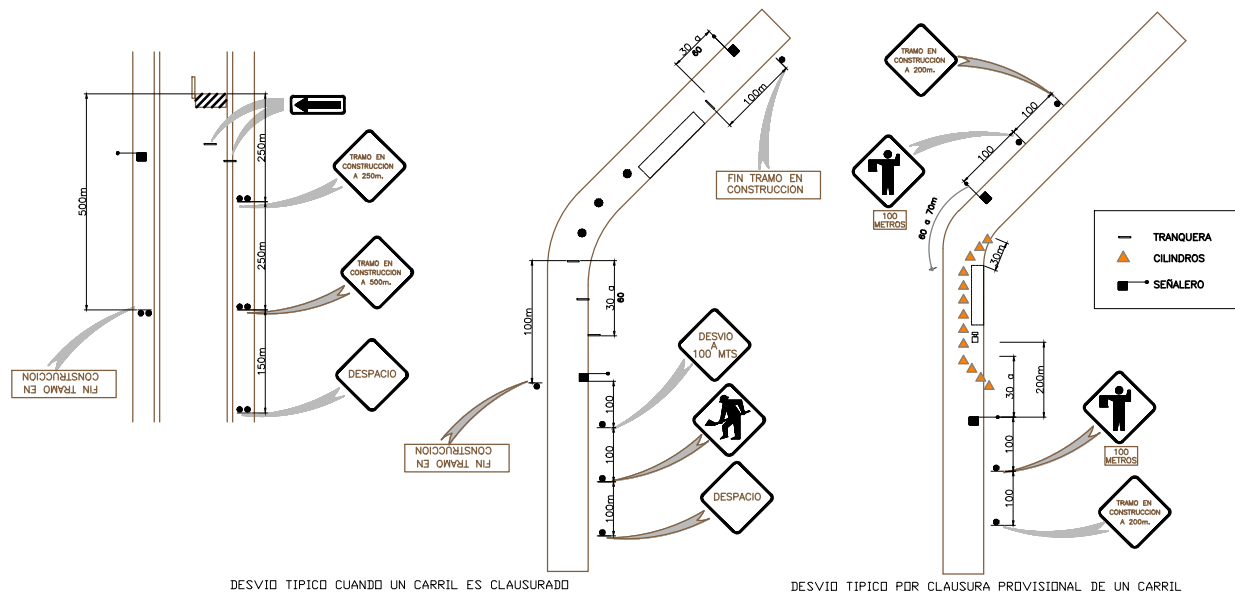 500m
250m
250m
150m
TRAMO EN
CONSTRUCCION
A 250m.
TRAMO EN
CONSTRUCCION
A 500m.
DESPACIO
FIN TRAMO EN
CONSTRUCCION
30 a
60
100m
FIN TRAMO EN
CONSTRUCCION
100m
30 a
60
DESVIO
A
100 MTS
100
100
100m
DESPACIO
FIN TRAMO EN
CONSTRUCCION
DESVIO TIPICO CUANDO UN CARRIL ES CLAUSURADO
TRAMO EN
CONSTRUCCION
A 200m.
100
100
100
METROS
60 a 70m
30m
30 a
200m
100
100
100
METROS
TRAMO EN
CONSTRUCCION
A 200m.
TRANQUERA
CILINDROS
SEÑALERO
DESVIO TIPICO POR CLAUSURA PROVISIONAL DE UN CARRIL